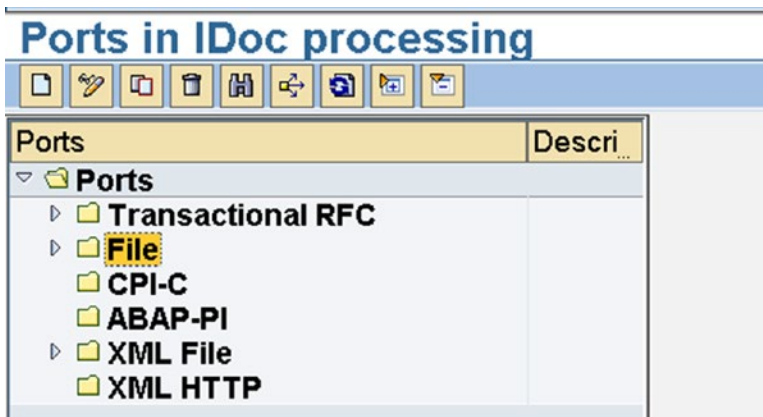 Ports in IDoc processing
Ports Descri...
Ports
Transactional RFC
File
CPI-C
ABAP-PI
XML File
XML HTTP